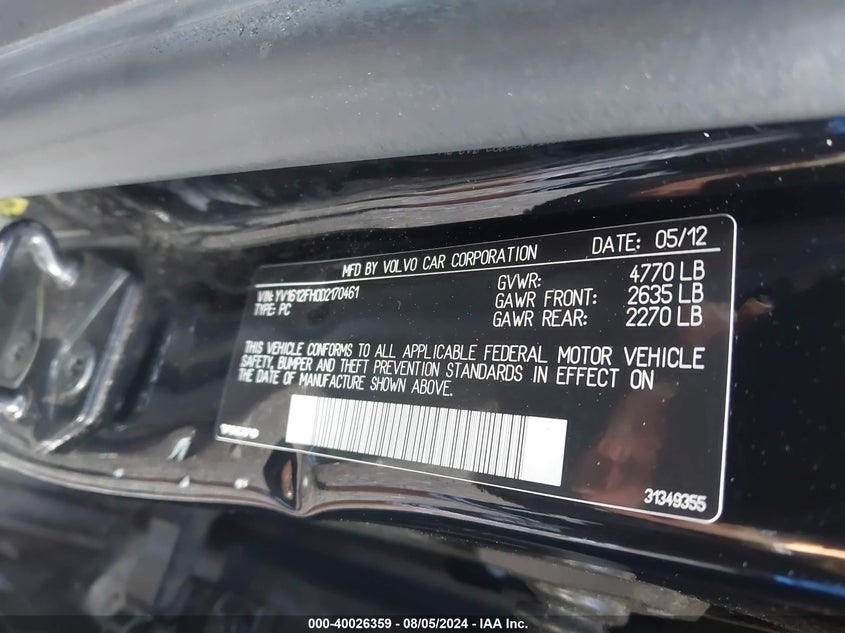 MFD BY VOLVO CAR CORPORATION DATE: 05/12
VIN: YV1612FH0D2170461 GVWR: 4770 LB
TYPE: PC GAWR FRONT: 2635 LB
GAWR REAR: 2270 LB
THIS VEHICLE CONFORMS TO ALL APPLICABLE FEDERAL MOTOR VEHICLE
SAFETY, BUMPER AND THEFT PREVENTION STANDARDS IN EFFECT ON
THE DATE OF MANUFACTURE SHOWN ABOVE.
31349355
000-40026359 - 08/05/2024 - IAA Inc.